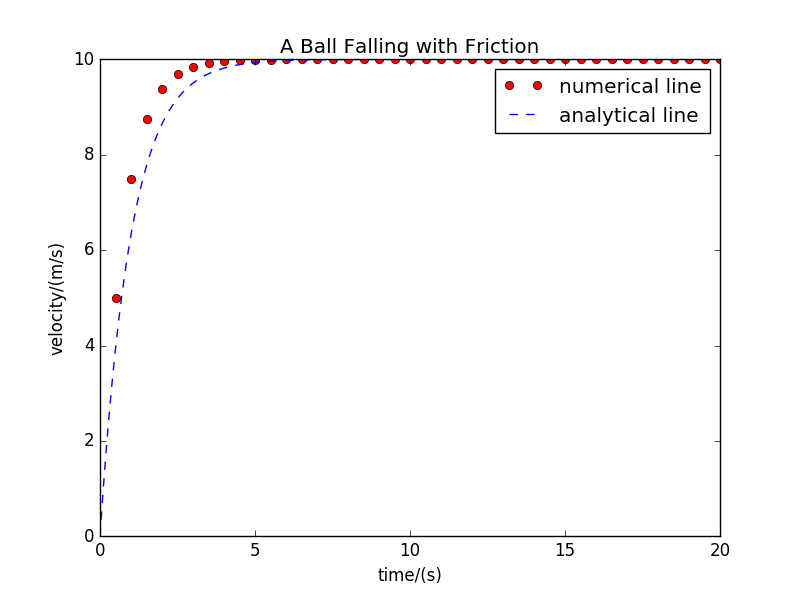 A Ball Falling with Friction
numerical line
analytical line
velocity/(m/s)
10
8
6
4
2
0
0 5 10 15 20
time/(s)